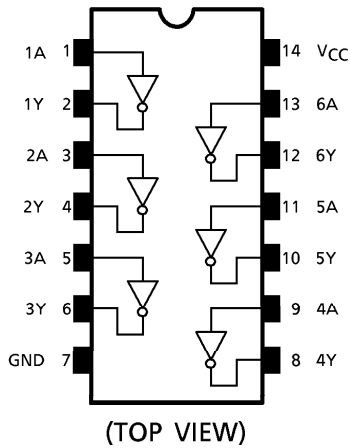 1A 1 14 VCC
1Y 2 13 6A
2A 3 12 6Y
2Y 4 11 5A
3A 5 10 5Y
3Y 6 9 4A
GND 7 8 4Y
(TOP VIEW)